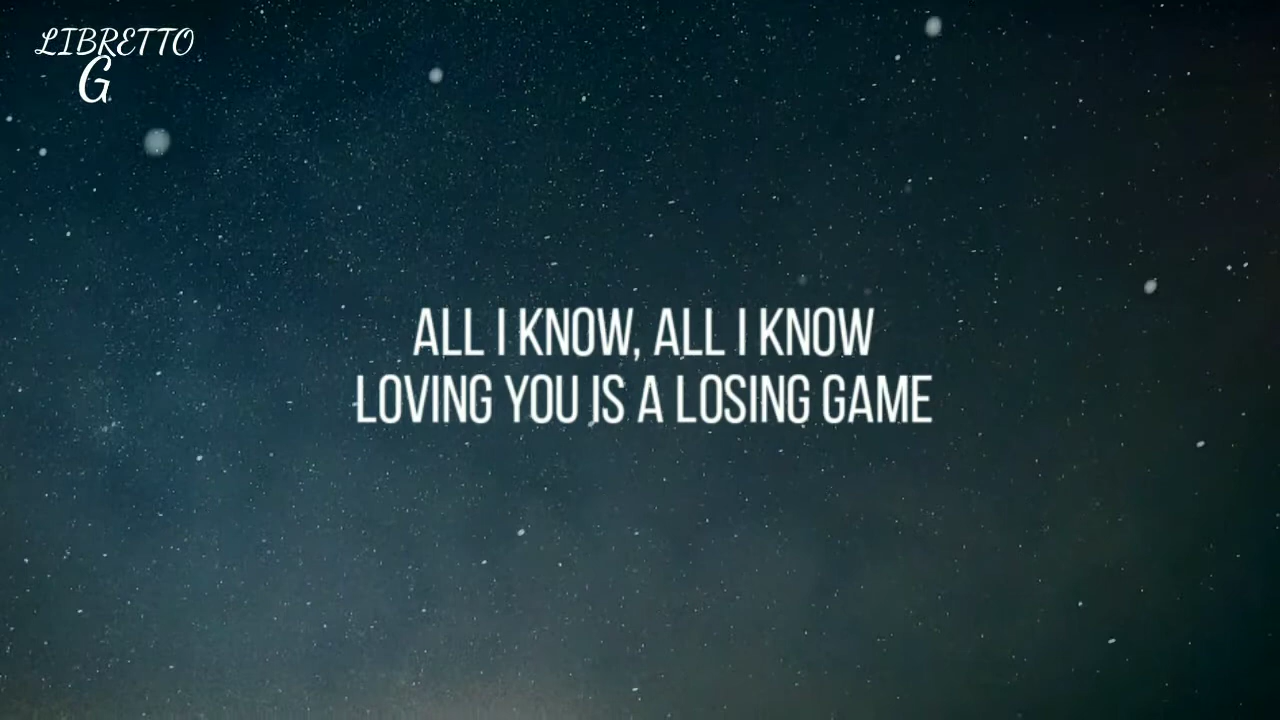 LIBRETTO
G
ALL I KNOW, ALL I KNOW
LOVING YOU IS A LOSING GAME